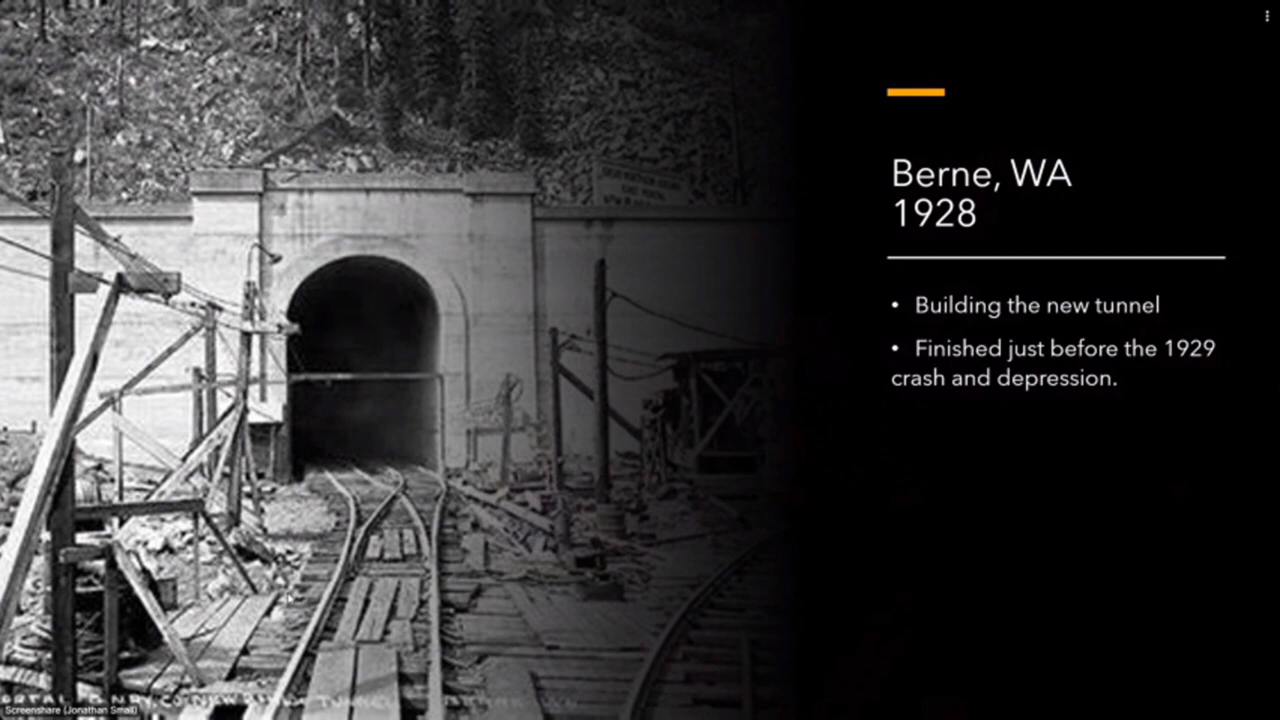 Berne, WA
1928
• Building the new tunnel
• Finished just before the 1929
crash and depression.
Screenshare (Jonathan Small)